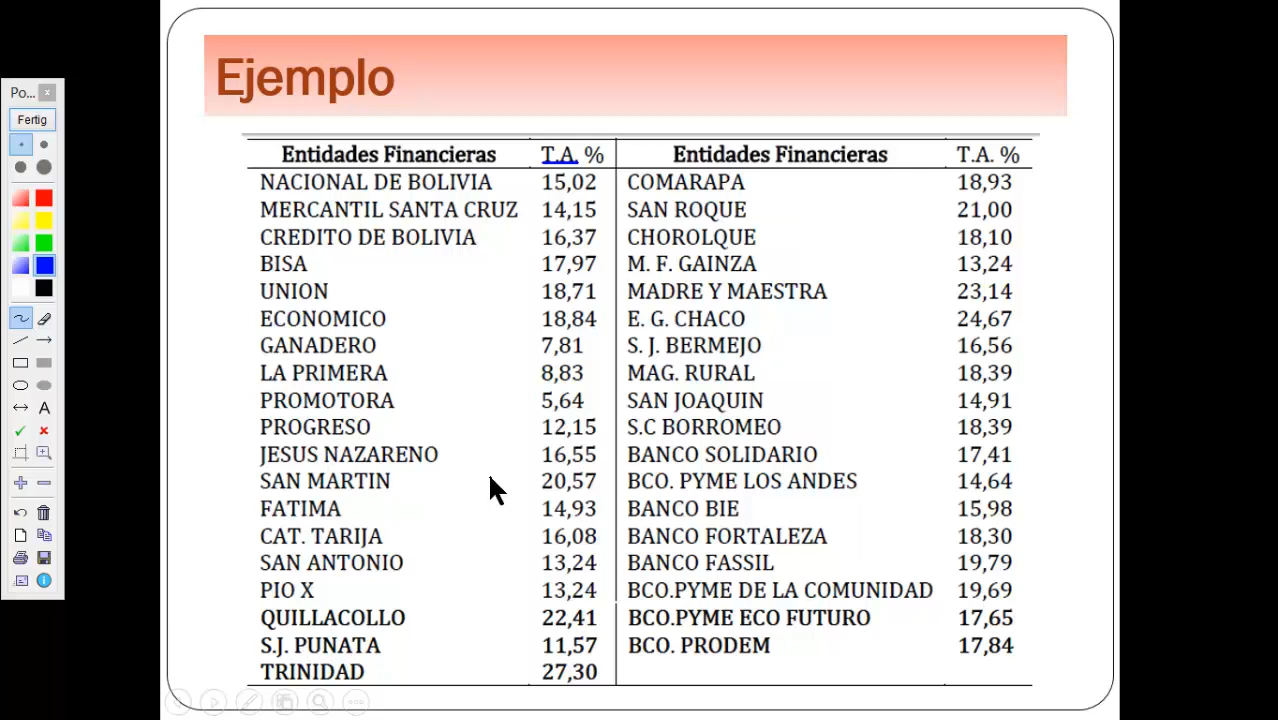 Ejemplo
Po...
Fertig
A
Entidades Financieras T.A. % Entidades Financieras T.A. %
NACIONAL DE BOLIVIA 15,02 COMARAPA 18,93
MERCANTIL SANTA CRUZ 14,15 SAN ROQUE 21,00
CREDITO DE BOLIVIA 16,37 CHOROLQUE 18,10
BISA 17,97 M. F. GAINZA 13,24
UNION 18,71 MADRE Y MAESTRA 23,14
ECONOMICO 18,84 E. G. CHACO 24,67
GANADERO 7,81 S. J. BERMEJO 16,56
LA PRIMERA 8,83 MAG. RURAL 18,39
PROMOTORA 5,64 SAN JOAQUIN 14,91
PROGRESO 12,15 S.C BORROMEO 18,39
JESUS NAZARENO 16,55 BANCO SOLIDARIO 17,41
SAN MARTIN 20,57 BCO. PYME LOS ANDES 14,64
FATIMA 14,93 BANCO BIE 15,98
CAT. TARIJA 16,08 BANCO FORTALEZA 18,30
SAN ANTONIO 13,24 BANCO FASSIL 19,79
PIO X 13,24 BCO.PYME DE LA COMUNIDAD 19,69
QUILLACOLLO 22,41 BCO.PYME ECO FUTURO 17,65
S.J. PUNATA 11,57 BCO. PRODEM 17,84
TRINIDAD 27,30